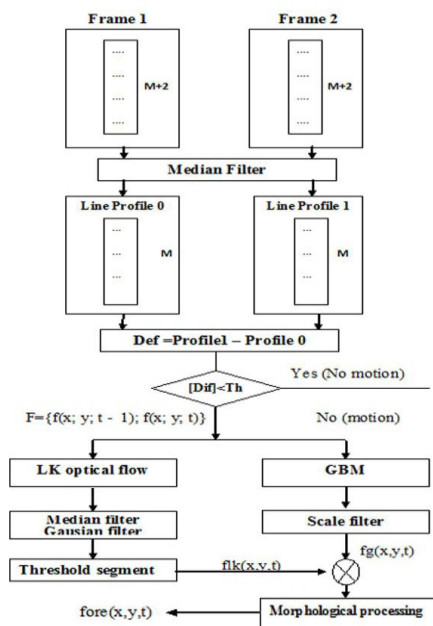 Frame 1
Frame 2
....
....
....
....
M+2
....
....
....
....
M+2
Median Filter
Line Profile 0
Line Profile 1
...
...
...
M
...
...
...
M
Def =Profile1 – Profile 0
[Dif]<Th
Yes (No motion)
F={f(x; y; t - 1); f(x; y; t)}
No (motion)
LK optical flow
GBM
Median filter
Gausian filter
Scale filter
Threshold segment
flk(x,y,t)
fg(x,y,t)
fore(x,y,t)
Morphological processing